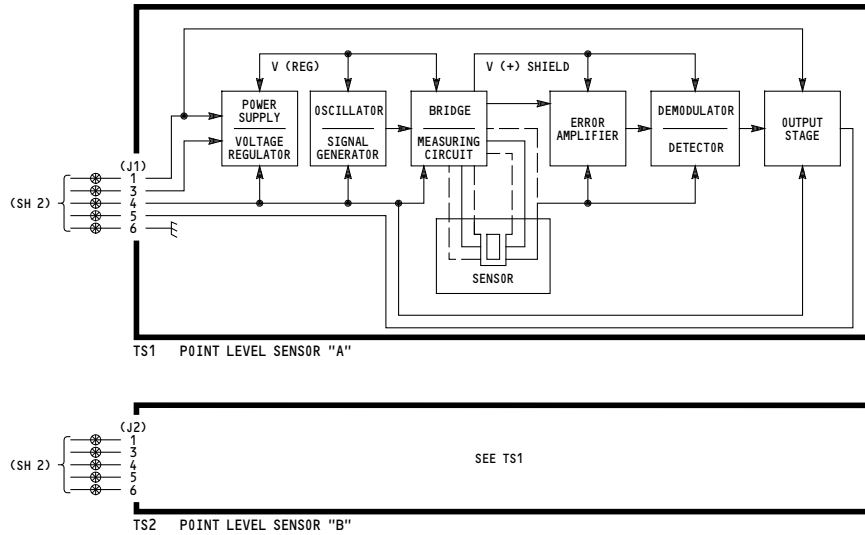 V (REG)
V (+) SHIELD
POWER
SUPPLY
VOLTAGE
REGULATOR
OSCILLATOR
SIGNAL
GENERATOR
BRIDGE
MEASURING
CIRCUIT
ERROR
AMPLIFIER
DEMODULATOR
DETECTOR
OUTPUT
STAGE
(J1)
1
3
(SH 2) 4
5
6
SENSOR
TS1 POINT LEVEL SENSOR "A"
(J2)
1
3
(SH 2) 4
5
6
SEE TS1
TS2 POINT LEVEL SENSOR "B"